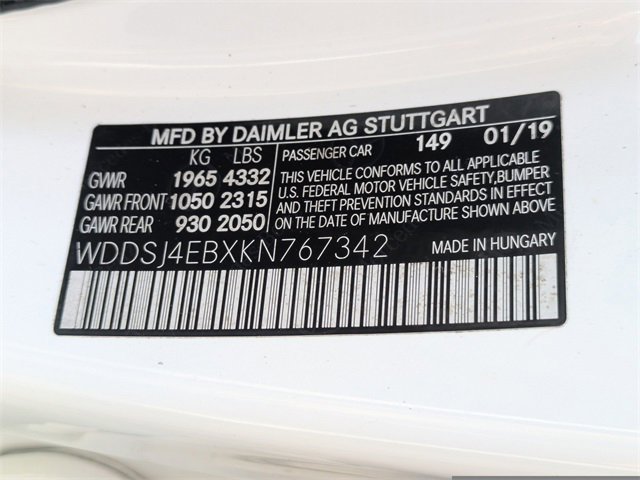 MFD BY DAIMLER AG STUTTGART
KG LBS PASSENGER CAR 149 01/19
GVWR 1965 4332
GAWR FRONT 1050 2315
GAWR REAR 930 2050
THIS VEHICLE CONFORMS TO ALL APPLICABLE
U.S. FEDERAL MOTOR VEHICLE SAFETY, BUMPER
AND THEFT PREVENTION STANDARDS IN EFFECT
ON THE DATE OF MANUFACTURE SHOWN ABOVE
WDDSJ4EBXKN767342 MADE IN HUNGARY